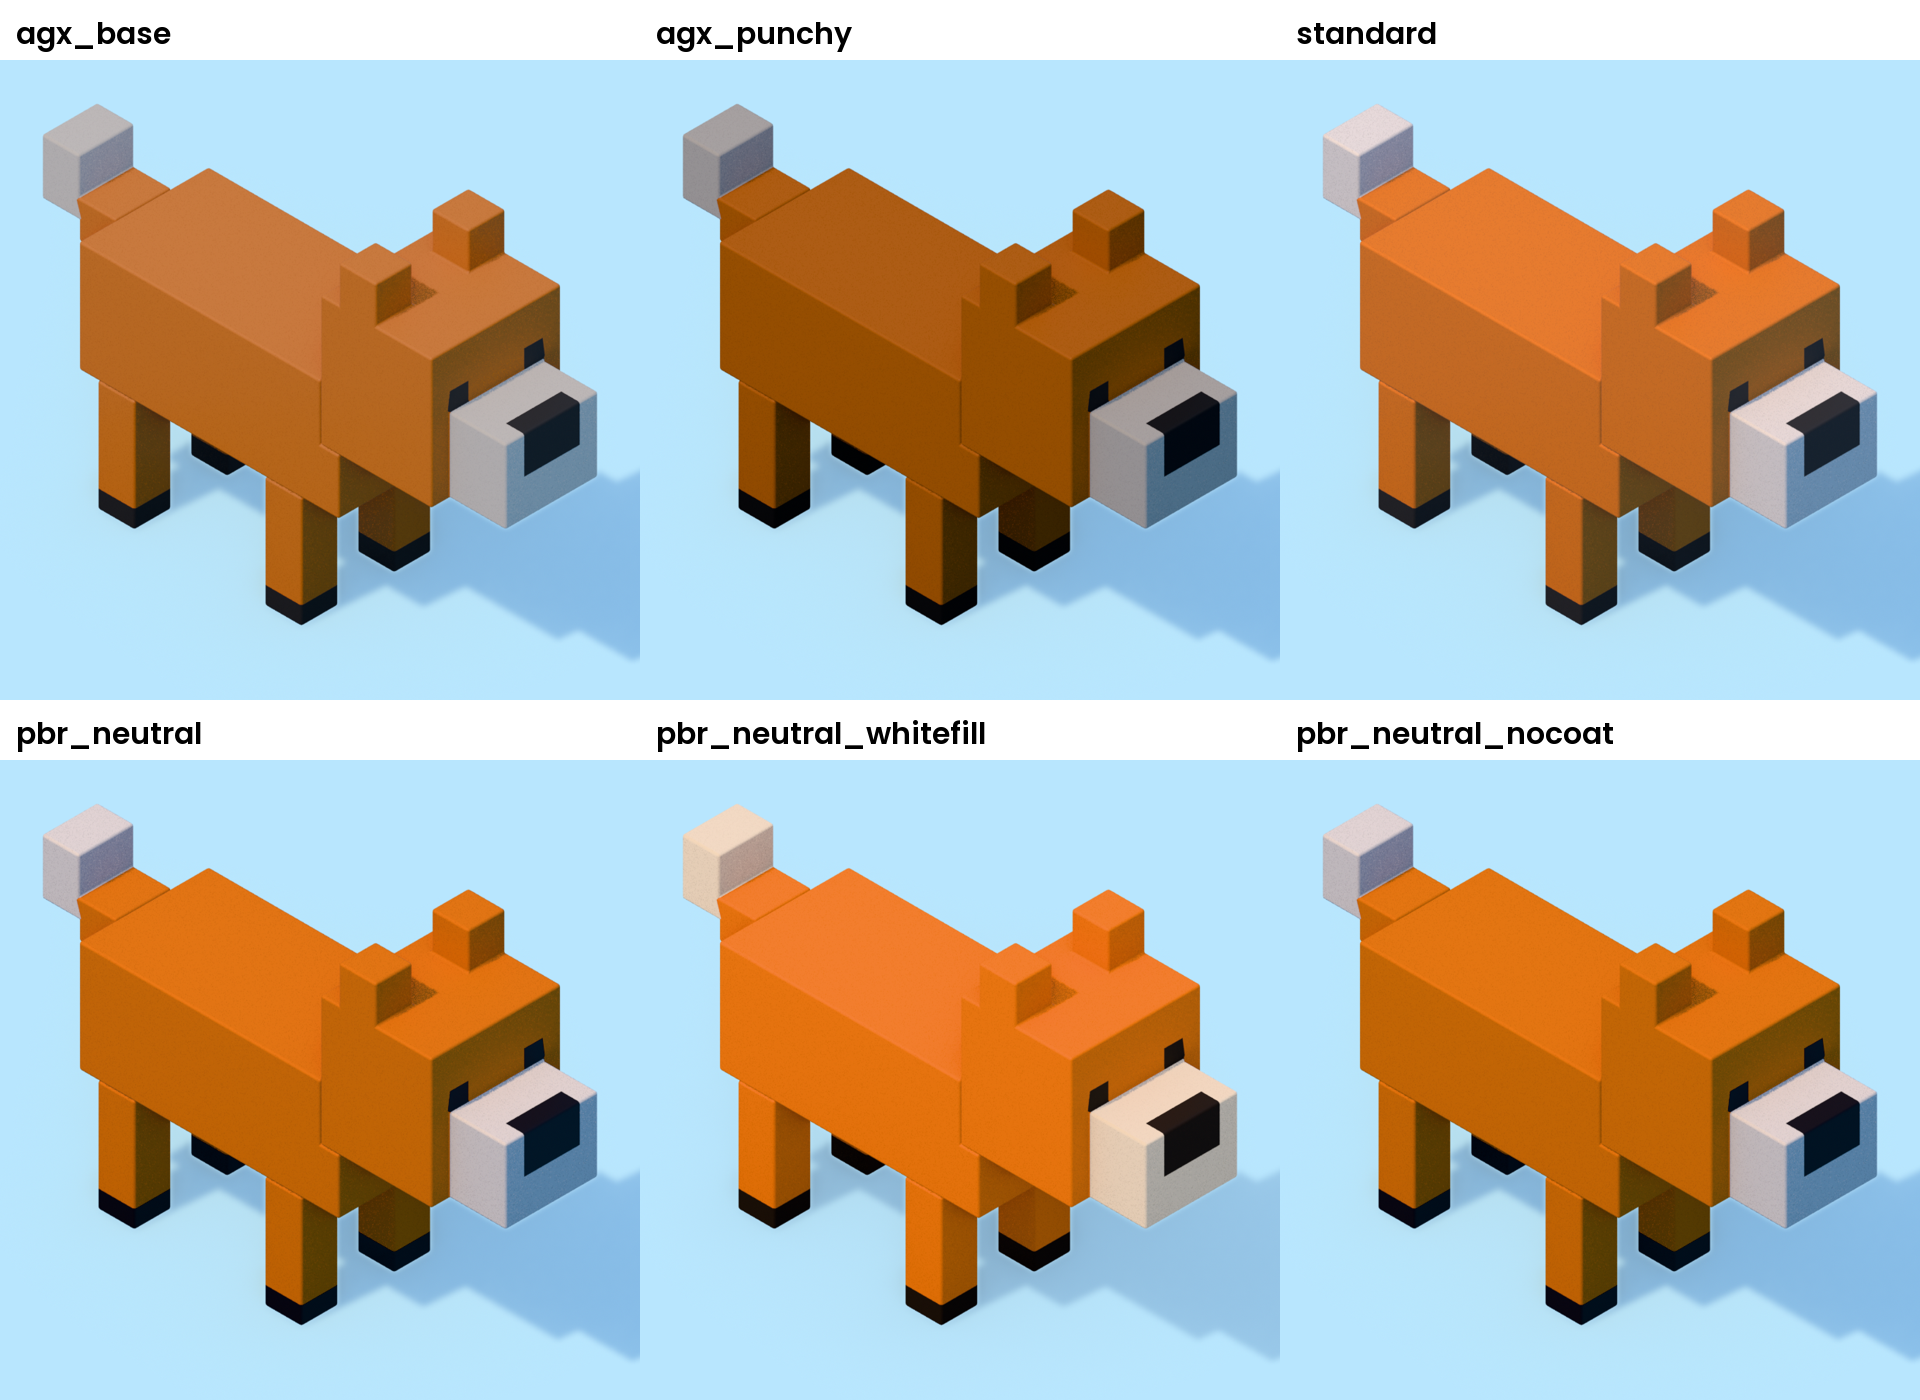 agx_base
agx_punchy
standard
pbr_neutral
pbr_neutral_whitefill
pbr_neutral_nocoat